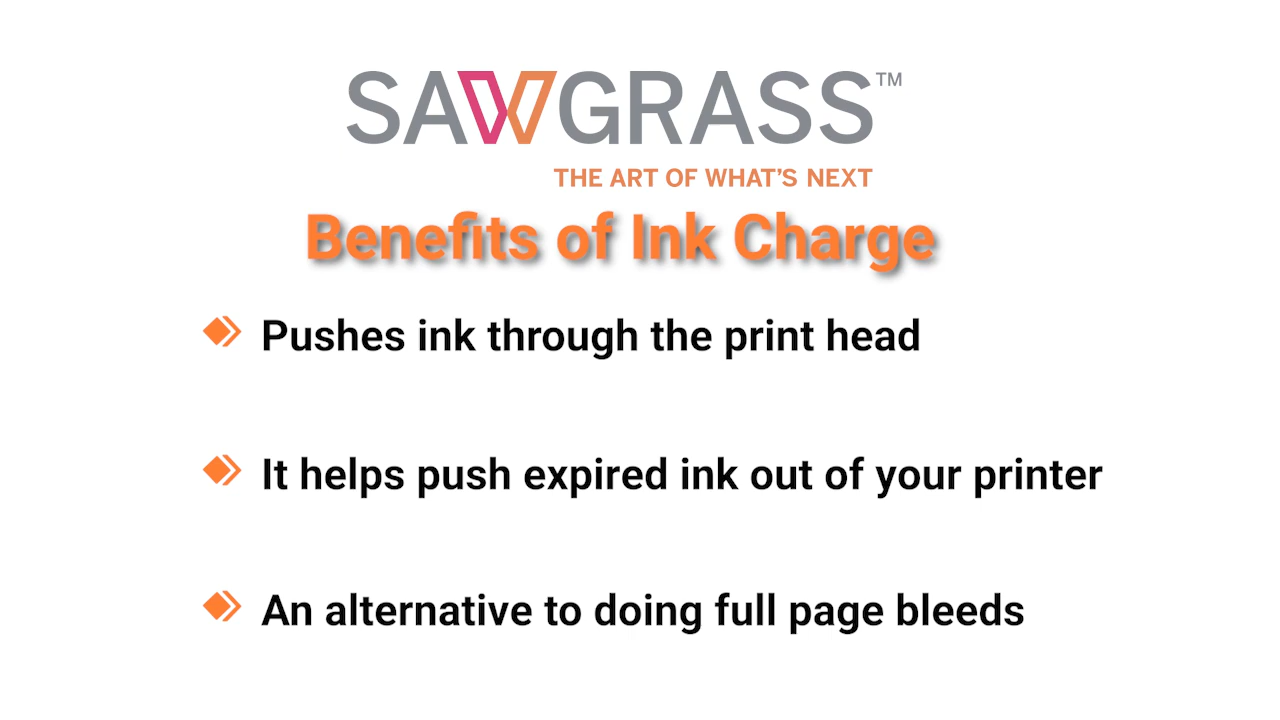 SAWGRASS™
THE ART OF WHAT'S NEXT
Benefits of Ink Charge
Pushes ink through the print head
It helps push expired ink out of your printer
An alternative to doing full page bleeds